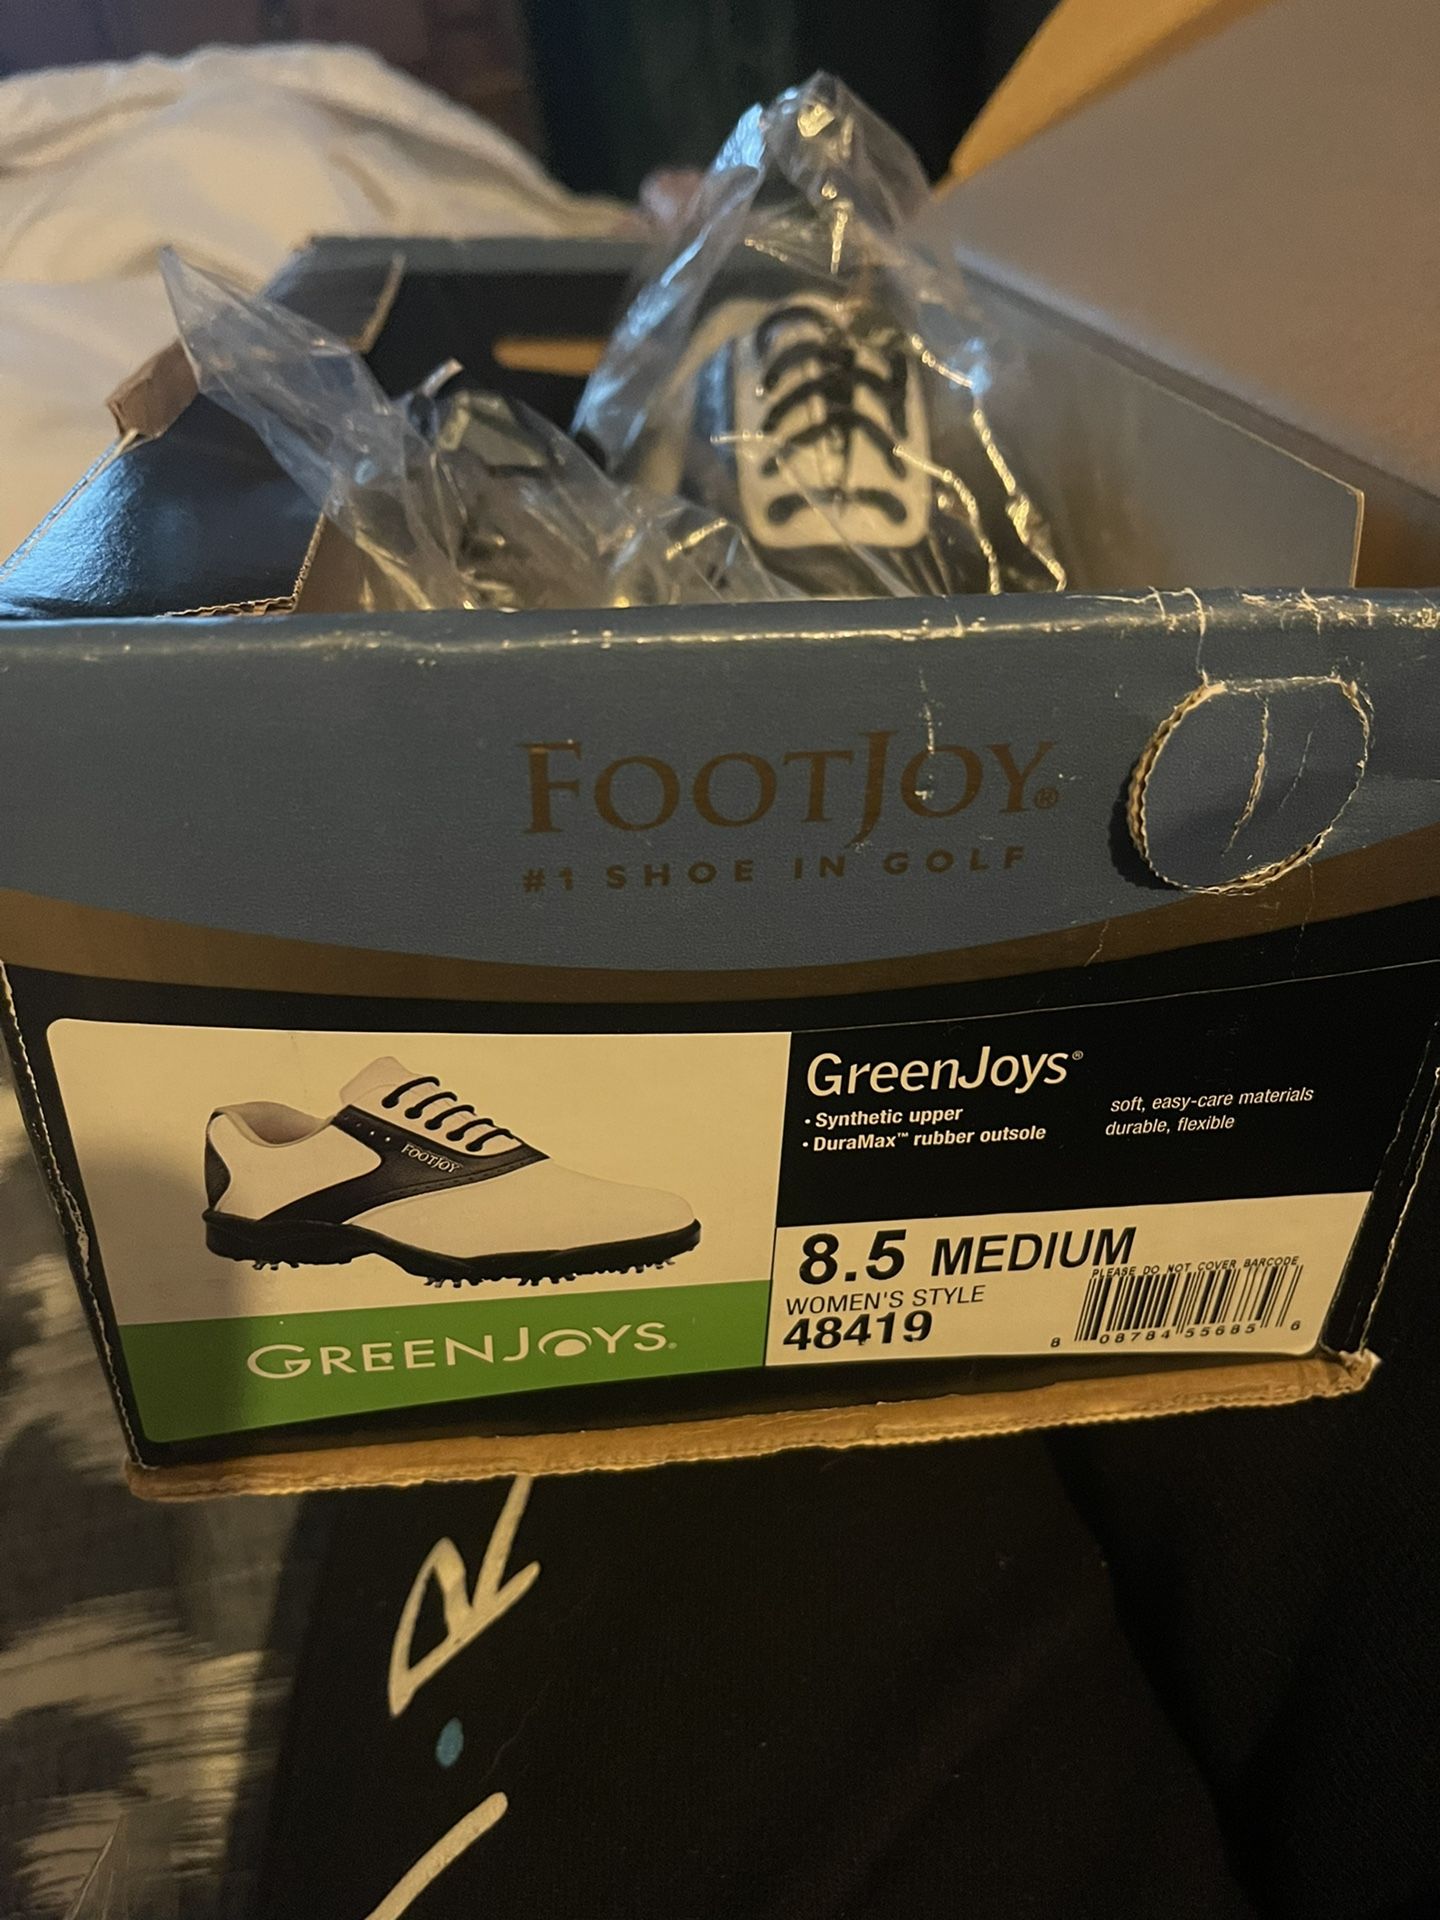 FOOTJOY®
#1 SHOE IN GOLF
FOOTJOY
GREENJOYS®
GreenJoys®
• Synthetic upper
• DuraMax™ rubber outsole
soft, easy-care materials
durable, flexible
8.5 MEDIUM
WOMEN'S STYLE
48419
PLEASE DO NOT COVER BARCODE
8 08784 55685 6